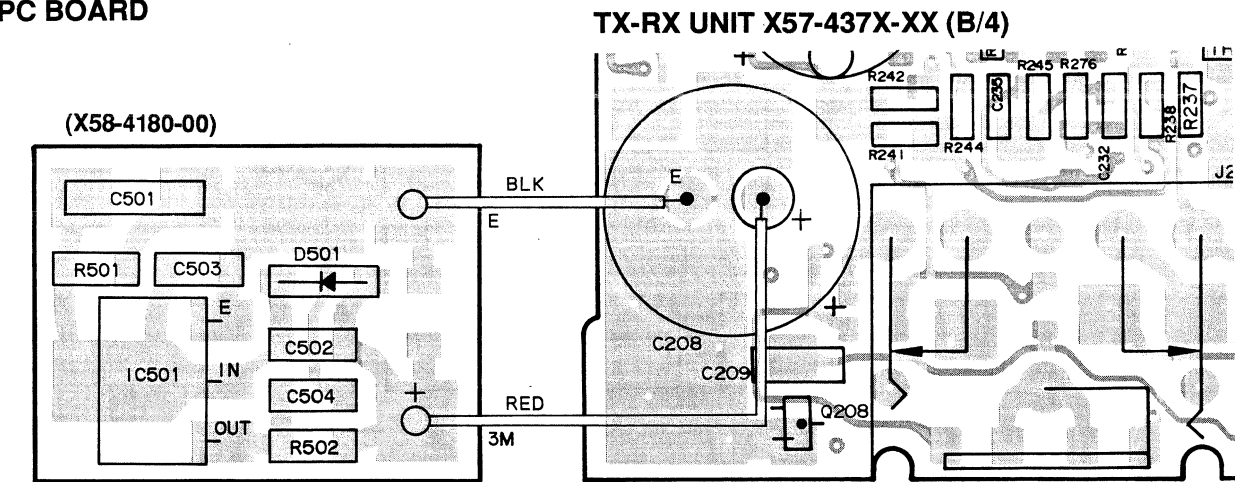 PC BOARD
TX-RX UNIT X57-437X-XX (B/4)
(X58-4180-00)
C501
R501
C503
D501
E
IC501
IN
OUT
C502
C504
R502
+
BLK
E
RED
3M
+
E
+
+
C208
C209
Q208
R242
R241
R244
C235
R245
R276
C232
R238
R237
R
R
J2